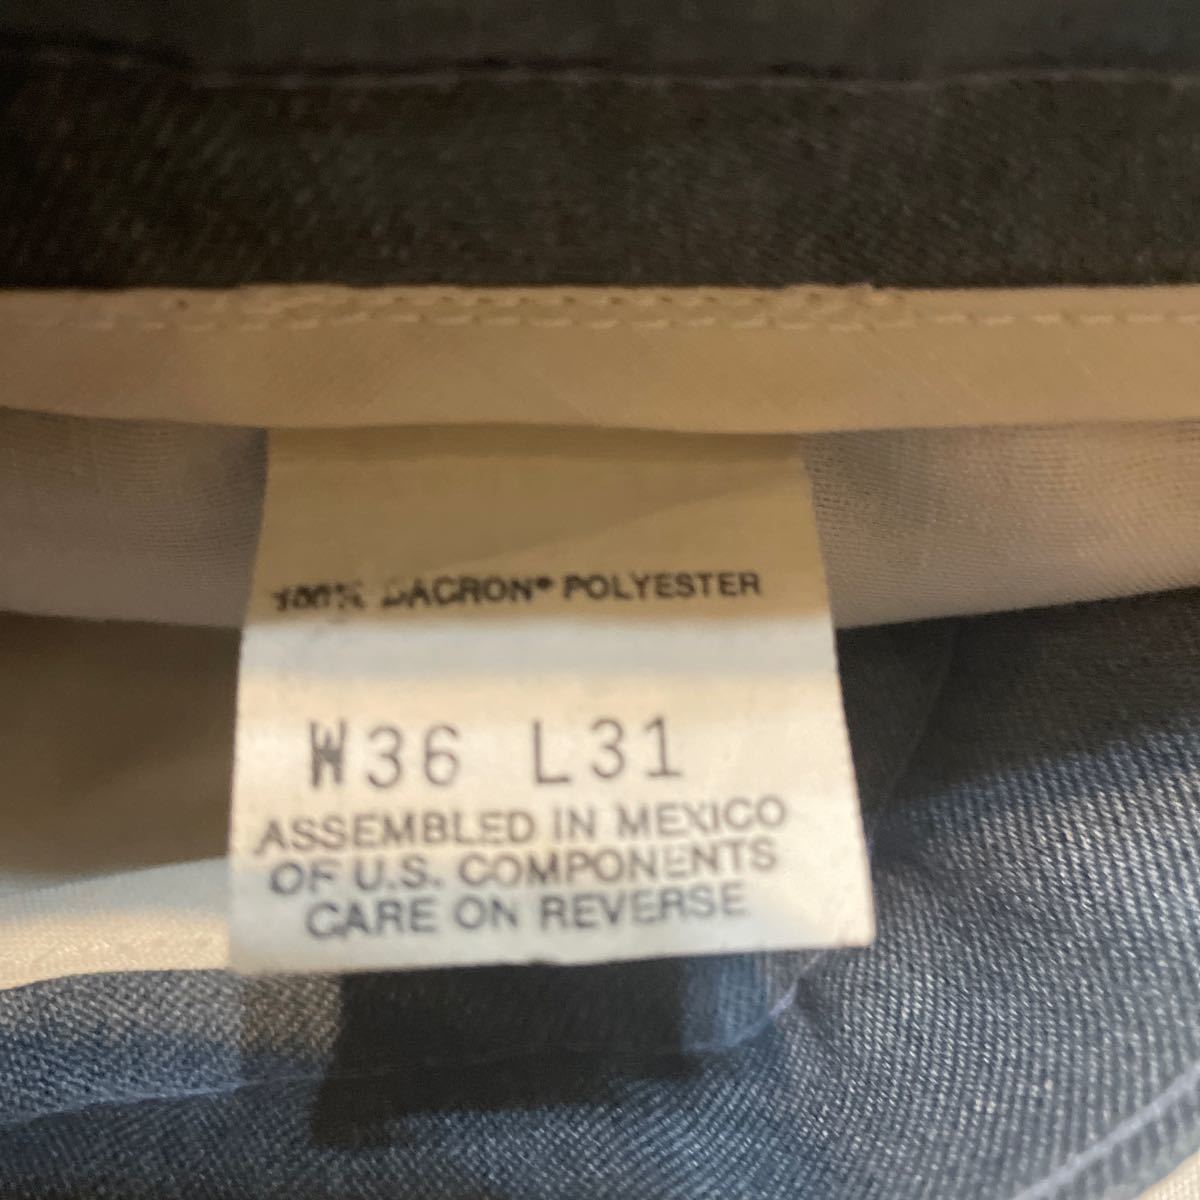 100% DACRON® POLYESTER
W36 L31
ASSEMBLED IN MEXICO
OF U.S. COMPONENTS
CARE ON REVERSE